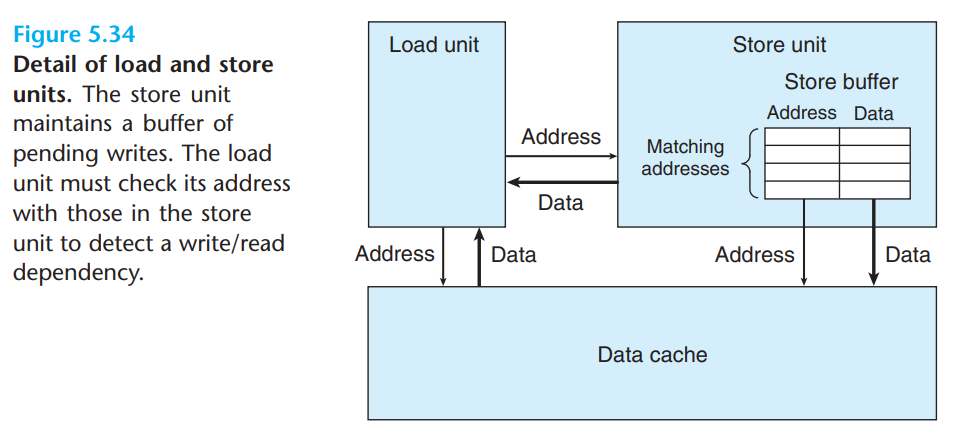 Figure 5.34
Detail of load and store
units. The store unit
maintains a buffer of
pending writes. The load
unit must check its address
with those in the store
unit to detect a write/read
dependency.
Load unit
Store unit
Store buffer
Address Data
Matching
addresses
Address
Data
Address
Data
Address
Data
Data cache